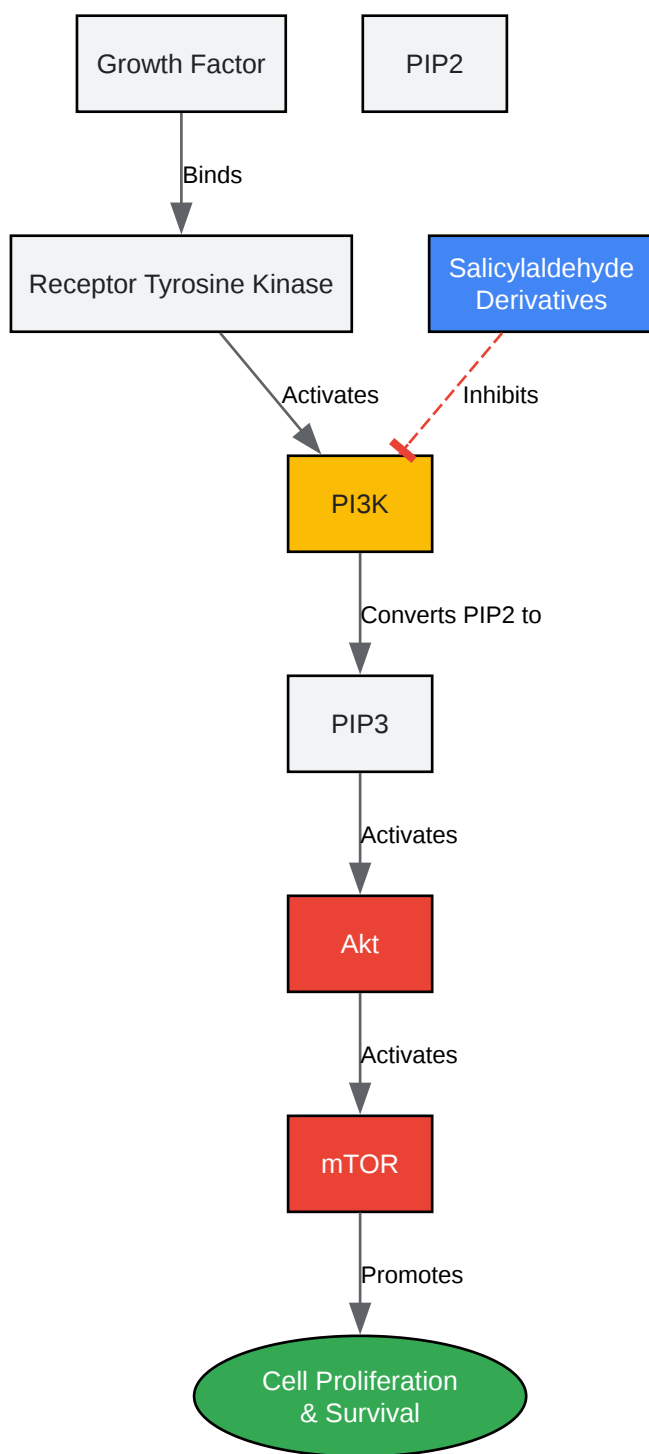 Growth Factor
PIP2
Binds
Receptor Tyrosine Kinase
Salicylaldehyde
Derivatives
Activates
Inhibits
PI3K
Converts PIP2 to
PIP3
Activates
Akt
Activates
mTOR
Promotes
Cell Proliferation
& Survival